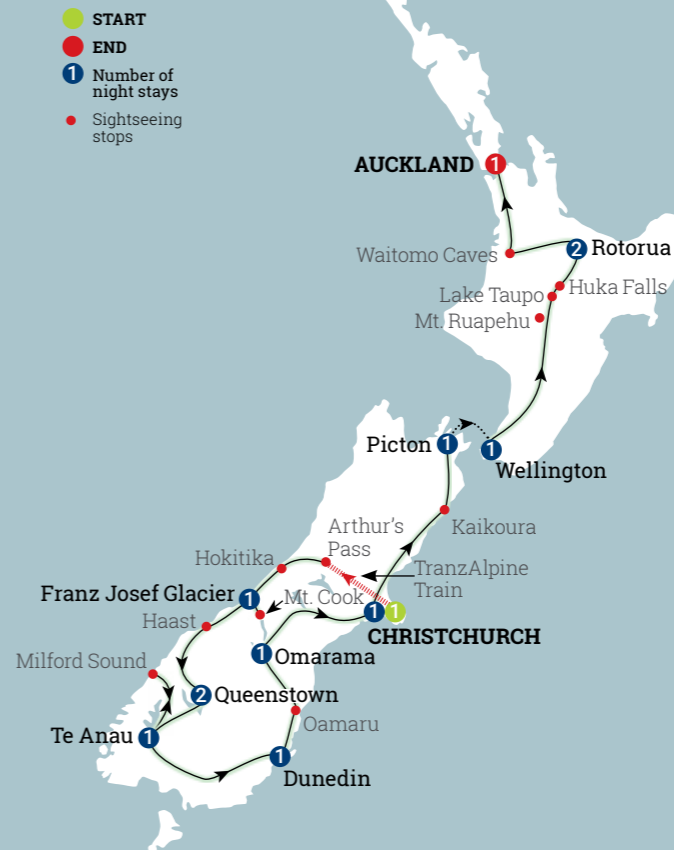 START
END
1 Number of
night stays
Sightseeing
stops
AUCKLAND 1
Waitomo Caves
2 Rotorua
Huka Falls
Lake Taupo
Mt. Ruapehu
Picton 1
1
Wellington
Kaikoura
Arthur's
Pass
Hokitika
TranzAlpine
Train
Franz Josef Glacier 1
Mt. Cook
1 1
CHRISTCHURCH
Haast
1 Omarama
Milford Sound
2 Queenstown
Oamaru
Te Anau 1
1
Dunedin